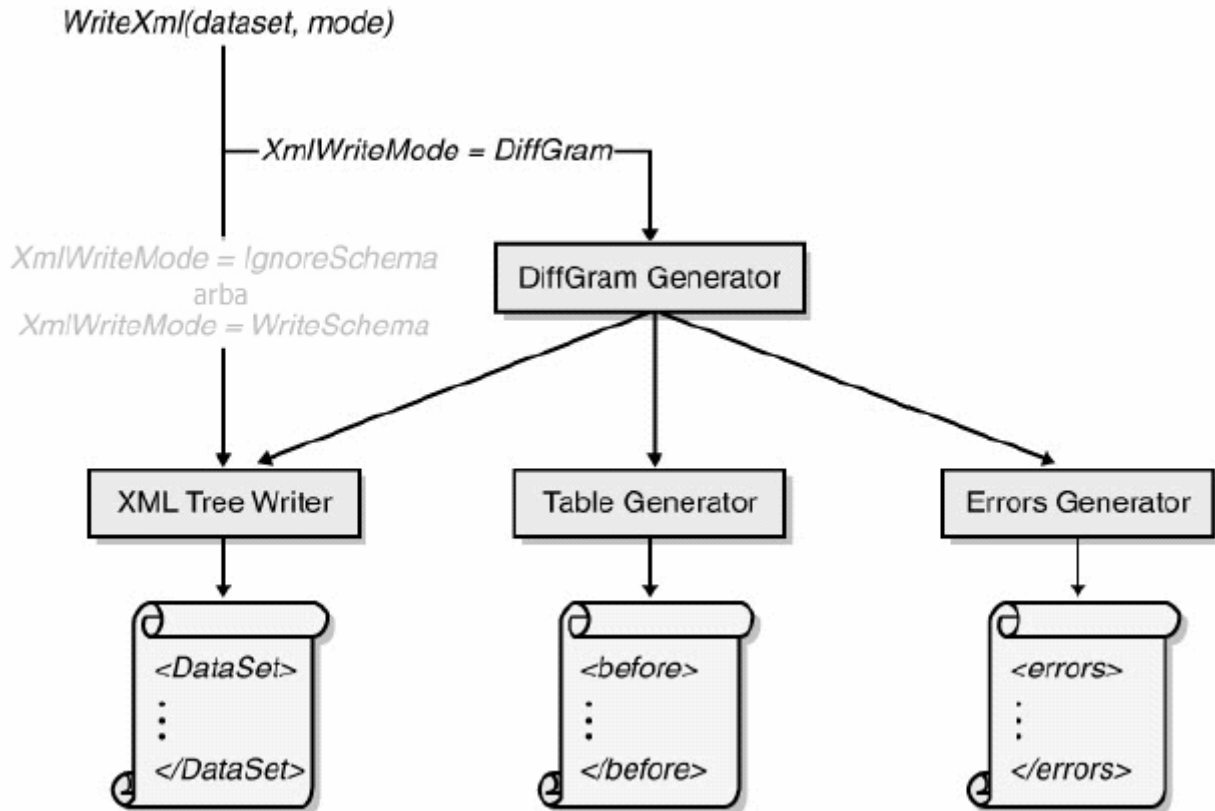 WriteXml(dataset, mode)
XmlWriteMode = DiffGram
XmlWriteMode = IgnoreSchema
arba
XmlWriteMode = WriteSchema
DiffGram Generator
XML Tree Writer
Table Generator
Errors Generator
<DataSet>
</DataSet>
<before>
</before>
<errors>
</errors>